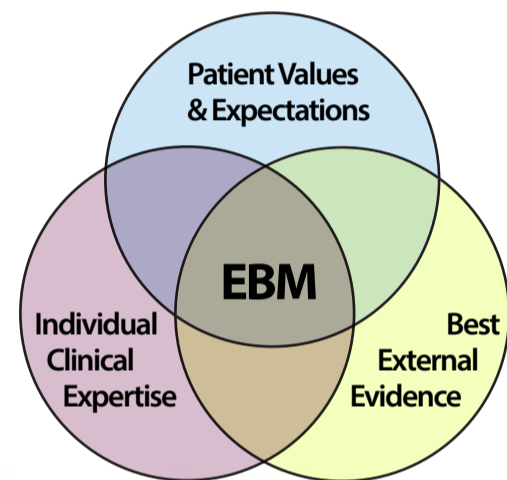 Patient Values
& Expectations
EBM
Individual
Clinical
Expertise
Best
External
Evidence